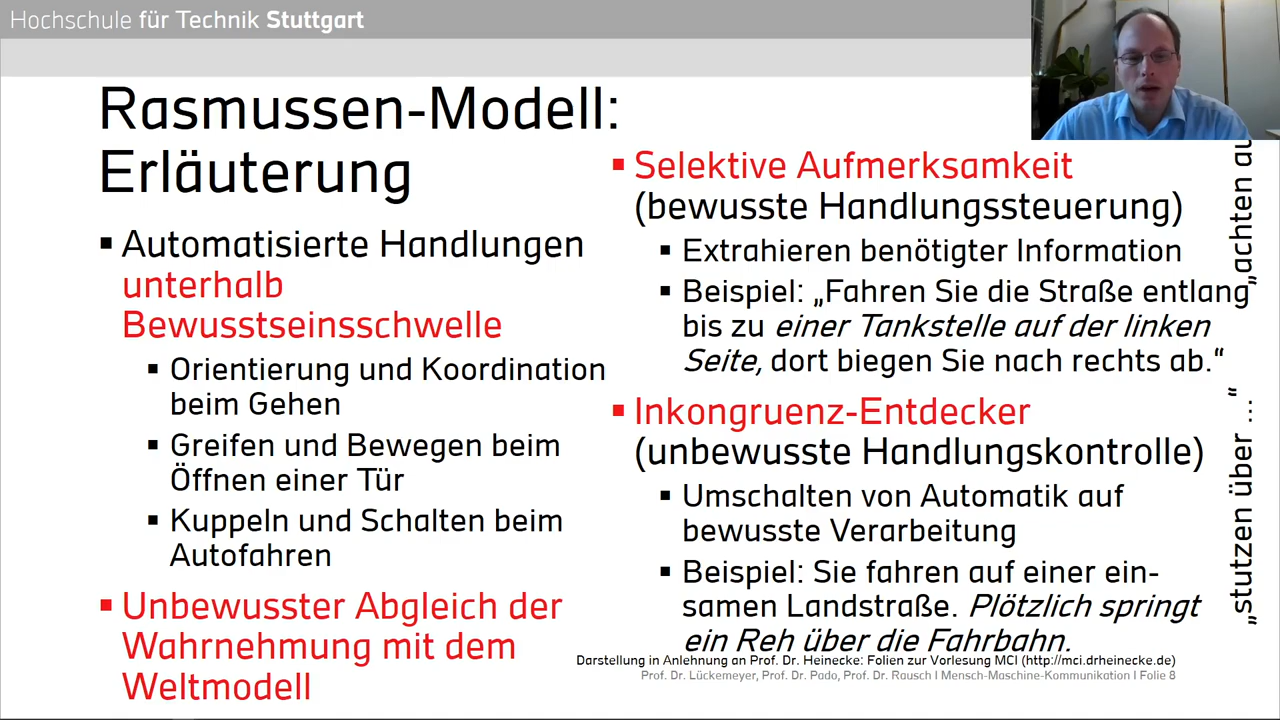 Hochschule für Technik Stuttgart
Rasmussen-Modell:
Erläuterung
Automatisierte Handlungen
unterhalb
Bewusstseinsschwelle
Orientierung und Koordination
beim Gehen
Greifen und Bewegen beim
Öffnen einer Tür
Kuppeln und Schalten beim
Autofahren
Unbewusster Abgleich der
Wahrnehmung mit dem
Weltmodell
Selektive Aufmerksamkeit
(bewusste Handlungssteuerung)
Extrahieren benötigter Information
Beispiel: „Fahren Sie die Straße entlang
bis zu einer Tankstelle auf der linken
Seite, dort biegen Sie nach rechts ab.“
Inkongruenz-Entdecker
(unbewusste Handlungskontrolle)
Umschalten von Automatik auf
bewusste Verarbeitung
Beispiel: Sie fahren auf einer ein-
samen Landstraße. Plötzlich springt
ein Reh über die Fahrbahn.
„achten
„stutzen über ...“
Darstellung in Anlehnung an Prof. Dr. Heinecke: Folien zur Vorlesung MCI (http://mci.drheinecke.de)
Prof. Dr. Lückemeyer, Prof. Dr. Pado, Prof. Dr. Rausch I Mensch-Maschine-Kommunikation I Folie 8